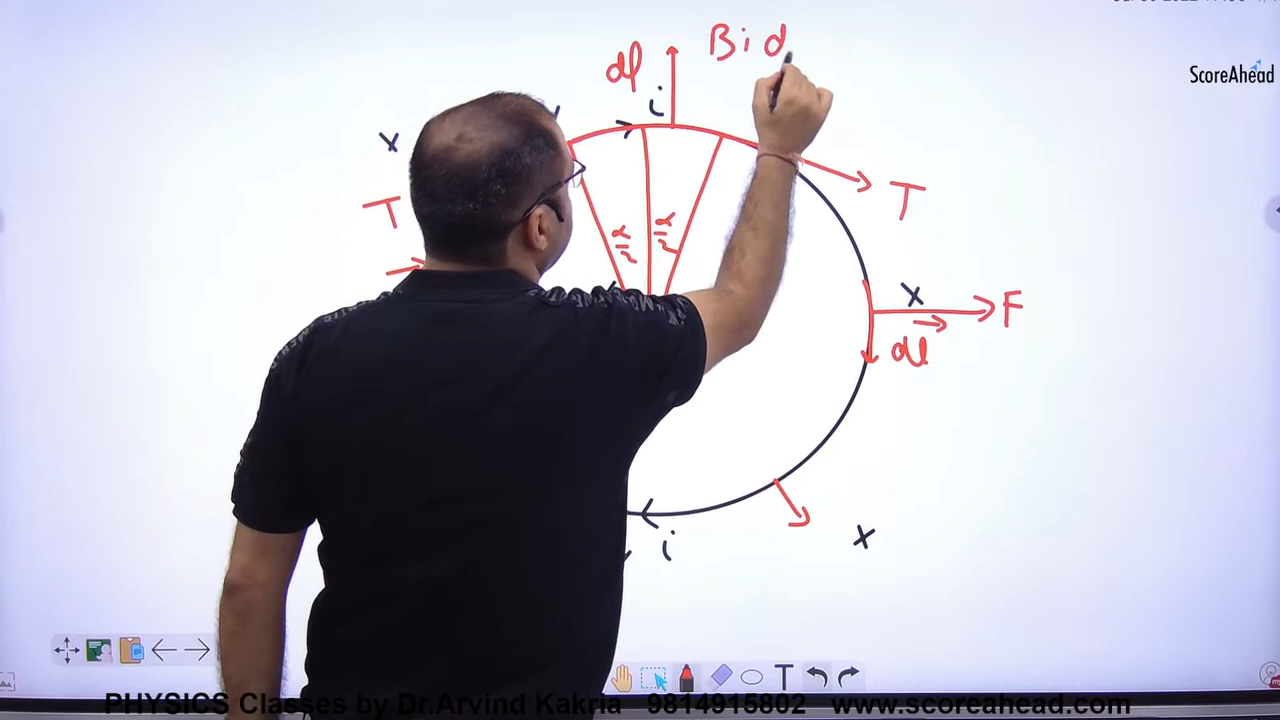 Bid
dl
ScoreAhead
i
x
T
T
α/2
α/2
x
F
dl
i
x
T
PHYSICS Classes by Dr.Arvind Kakria 9814915802 www.scoreahead.com